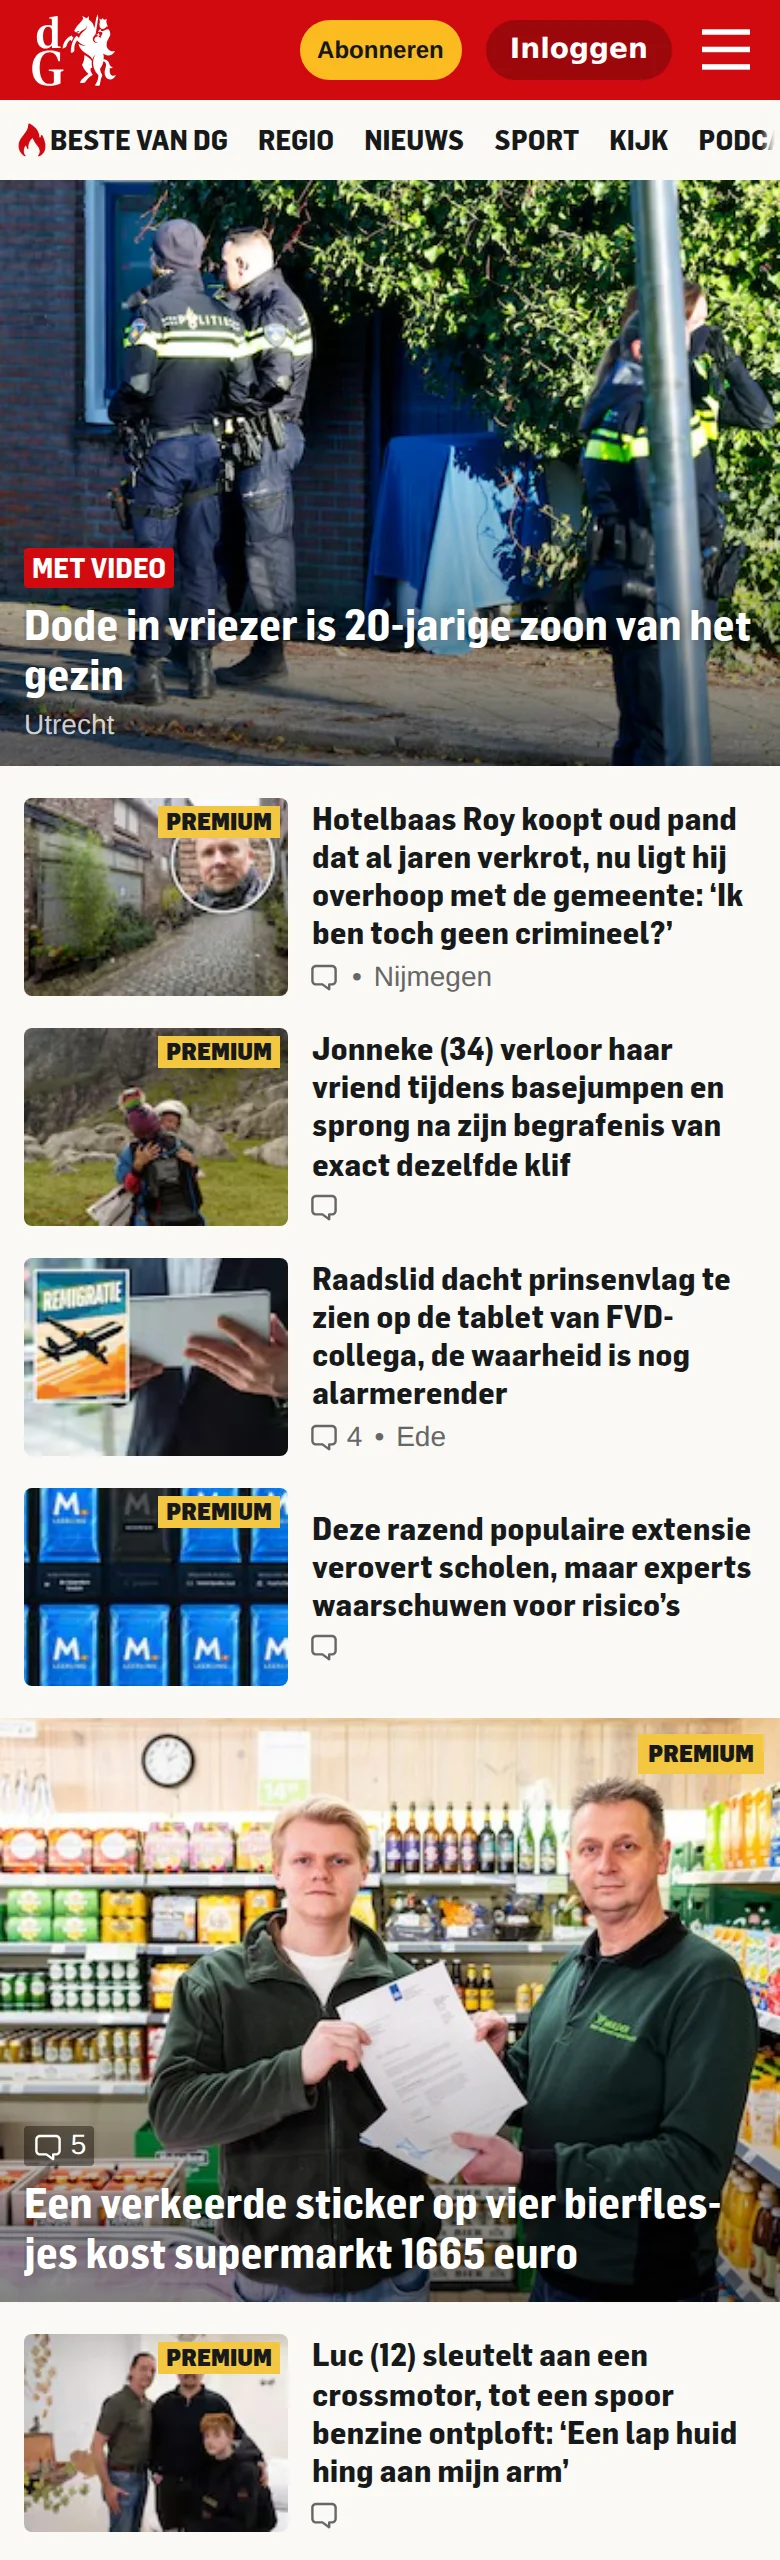 dG
Abonneren
Inloggen
BESTE VAN DG REGIO NIEUWS SPORT KIJK PODCA
POLITIE
MET VIDEO
Dode in vriezer is 20-jarige zoon van het
gezin
Utrecht
PREMIUM
Hotelbaas Roy koopt oud pand
dat al jaren verkrot, nu ligt hij
overhoop met de gemeente: ‘Ik
ben toch geen crimineel?’
• Nijmegen
PREMIUM
Jonneke (34) verloor haar
vriend tijdens basejumpen en
sprong na zijn begrafenis van
exact dezelfde klif
REMIGRATIE
Raadslid dacht prinsenvlag te
zien op de tablet van FVD-
collega, de waarheid is nog
alarmerender
4 • Ede
PREMIUM
M. M. M.
M. M. M. M
LEERLING LEERLING LEERLING
Deze razend populaire extensie
verovert scholen, maar experts
waarschuwen voor risico’s
PREMIUM
5
Een verkeerde sticker op vier bierfles-
jes kost supermarkt 1665 euro
PREMIUM
Luc (12) sleutelt aan een
crossmotor, tot een spoor
benzine ontploft: ‘Een lap huid
hing aan mijn arm’